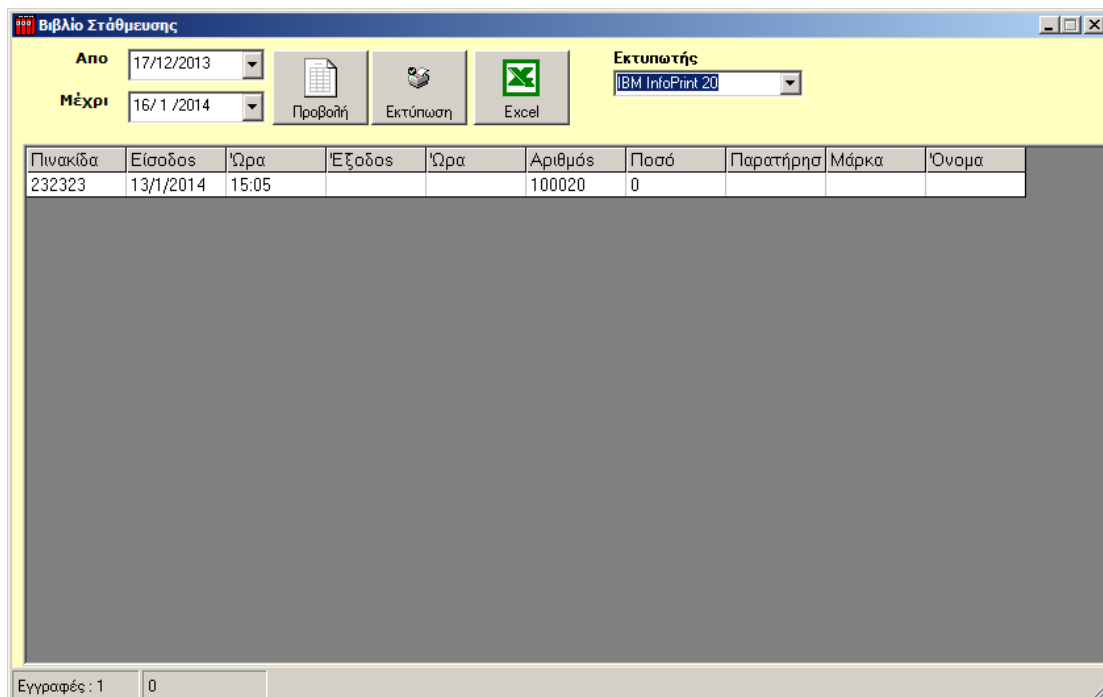 Βιβλίο Στάθμευσης
Απο 17/12/2013
Μέχρι 16/ 1 /2014
Προβολή Εκτύπωση Excel
Εκτυπωτής
IBM InfoPrint 20
Πινακίδα Είσοδος Ώρα Έξοδος Ώρα Αριθμός Ποσό Παρατήρησ Μάρκα Όνομα
232323 13/1/2014 15:05 100020 0
Εγγραφές : 1 0